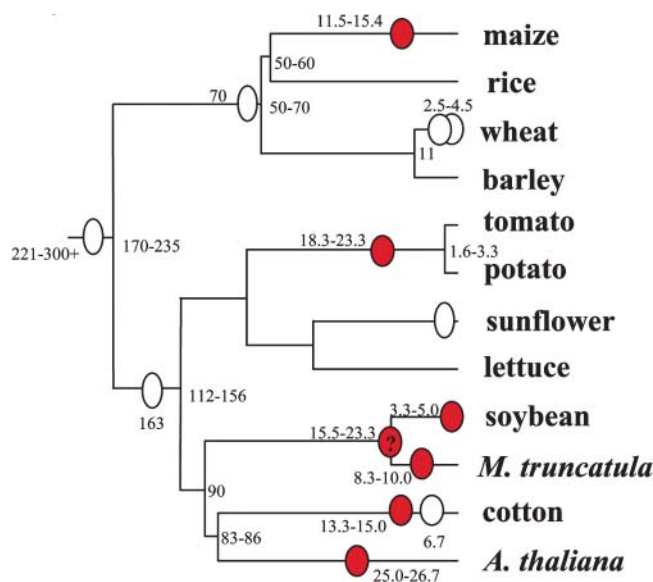 11.5-15.4
maize
50-60
rice
70
50-70
2.5-4.5
wheat
11
barley
tomato
18.3-23.3
221-300+
170-235
1.6-3.3
potato
sunflower
lettuce
3.3-5.0
163
112-156
soybean
15.5-23.3
?
8.3-10.0
M. truncatula
90
cotton
13.3-15.0
6.7
83-86
A. thaliana
25.0-26.7